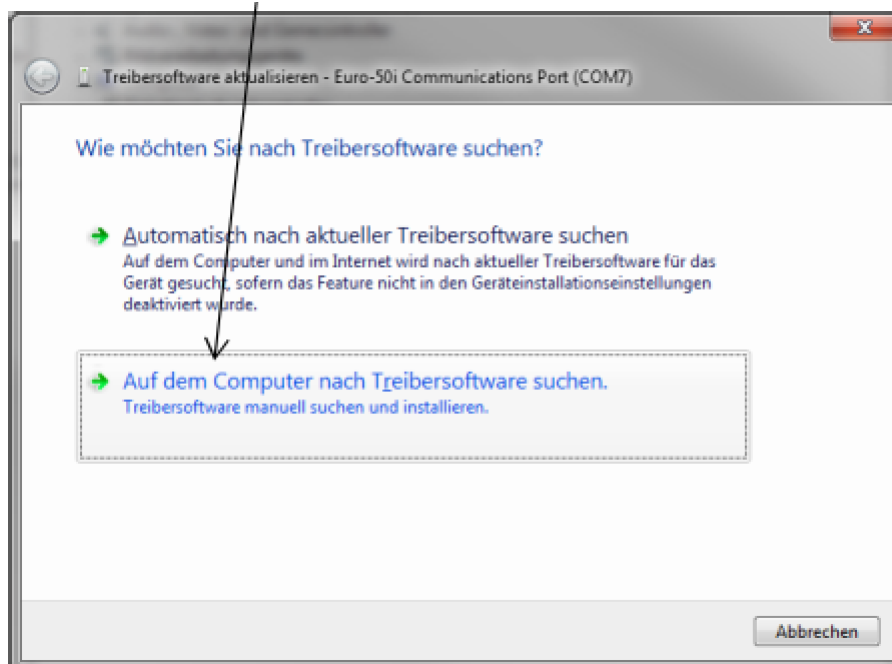 Treibersoftware aktualisieren - Euro-50i Communications Port (COM7)
Wie möchten Sie nach Treibersoftware suchen?
Automatisch nach aktueller Treibersoftware suchen
Auf dem Computer und im Internet wird nach aktueller Treibersoftware für das
Gerät gesucht, sofern das Feature nicht in den Geräteinstallationseinstellungen
deaktiviert wurde.
Auf dem Computer nach Treibersoftware suchen.
Treibersoftware manuell suchen und installieren.
Abbrechen